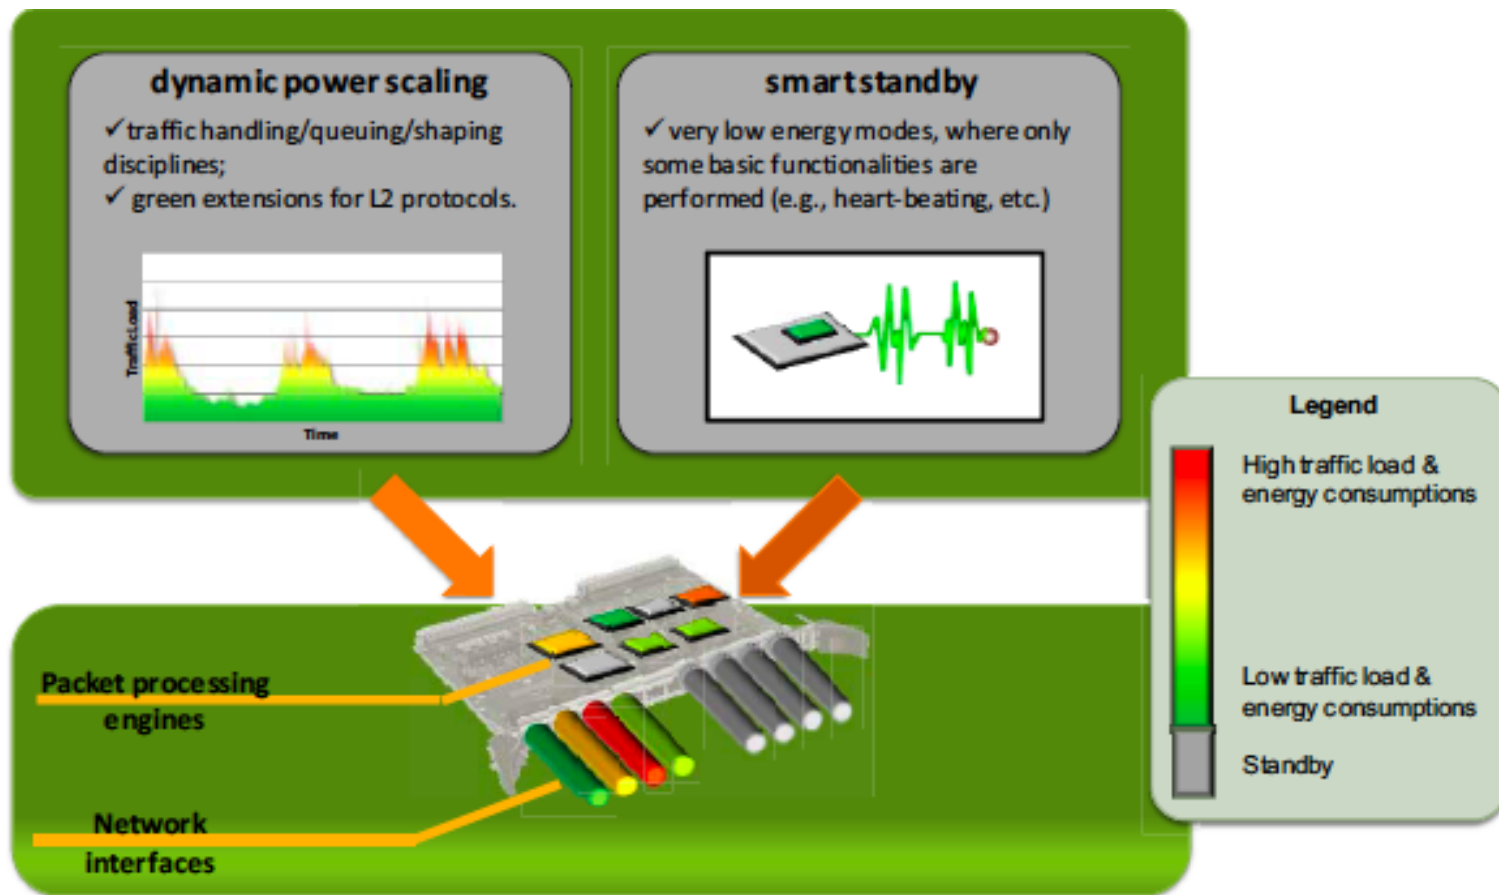 dynamic power scaling
✓ traffic handling/queuing/shaping
disciplines;
✓ green extensions for L2 protocols.
Traffic Load
Time
smart standby
✓ very low energy modes, where only
some basic functionalities are
performed (e.g., heart-beating, etc.)
Legend
High traffic load &
energy consumptions
Low traffic load &
energy consumptions
Standby
Packet processing
engines
Network
interfaces